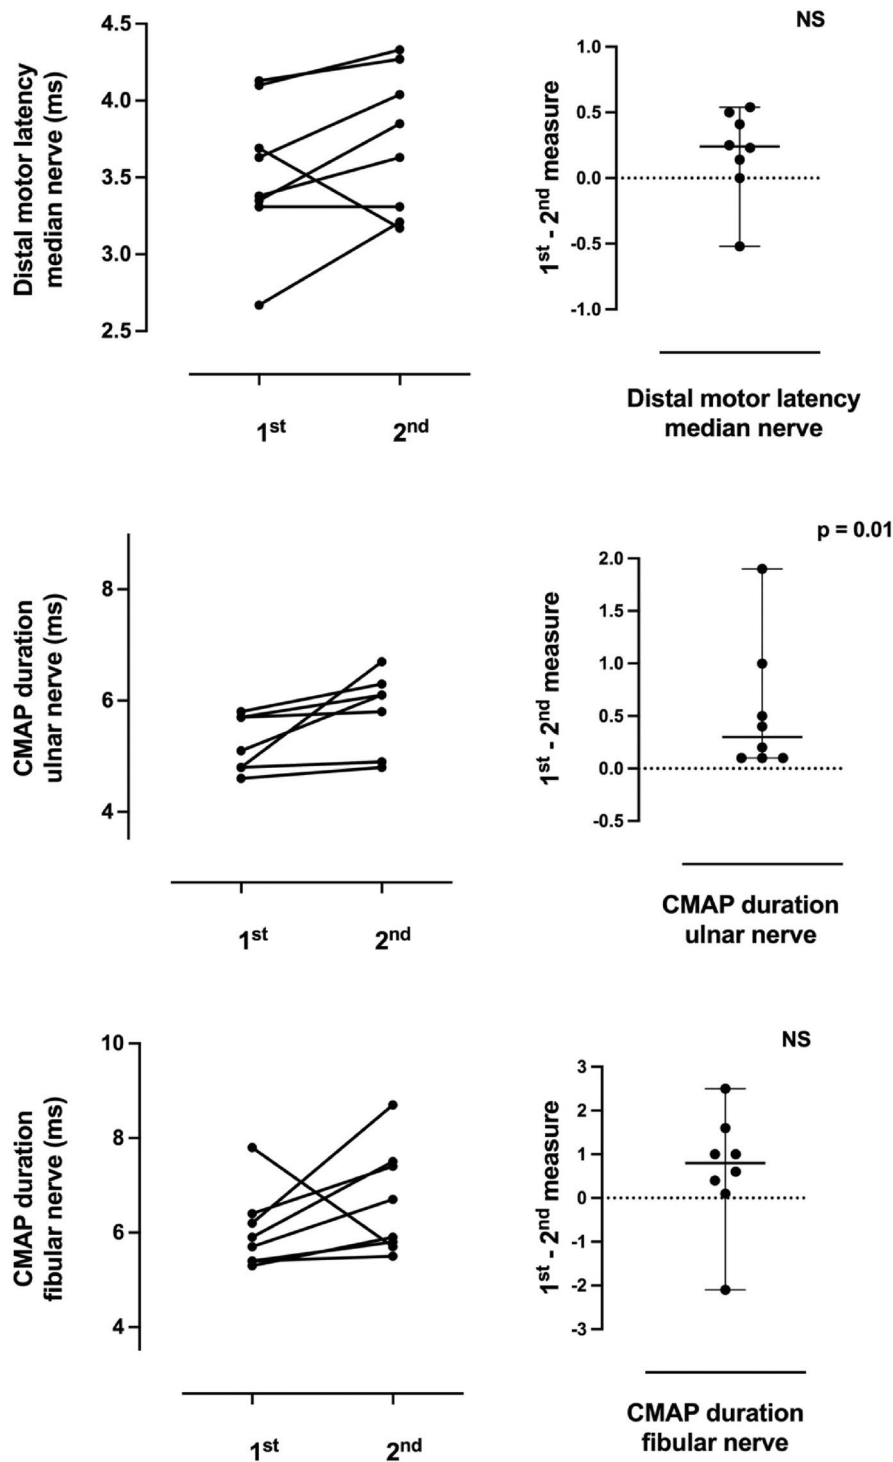 4.5
4.0
3.5
3.0
2.5
Distal motor latency
median nerve (ms)
1st
2nd
NS
1.0
0.5
0.0
-0.5
-1.0
1st - 2nd measure
Distal motor latency
median nerve
8
6
4
CMAP duration
ulnar nerve (ms)
1st
2nd
p = 0.01
2.0
1.5
1.0
0.5
0.0
-0.5
1st - 2nd measure
CMAP duration
ulnar nerve
10
8
6
4
CMAP duration
fibular nerve (ms)
1st
2nd
NS
3
2
1
0
-1
-2
-3
1st - 2nd measure
CMAP duration
fibular nerve